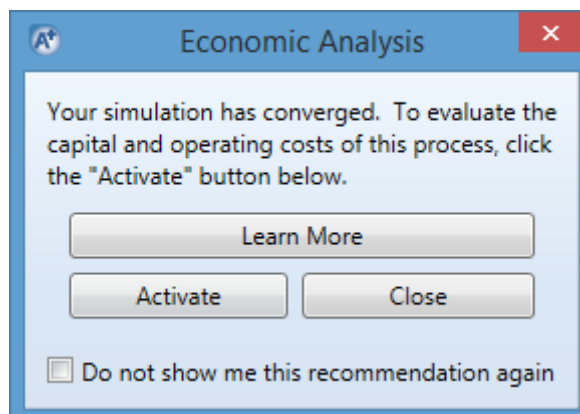 A+
Economic Analysis
Your simulation has converged.  To evaluate the
capital and operating costs of this process, click
the "Activate" button below.
Learn More
Activate
Close
Do not show me this recommendation again